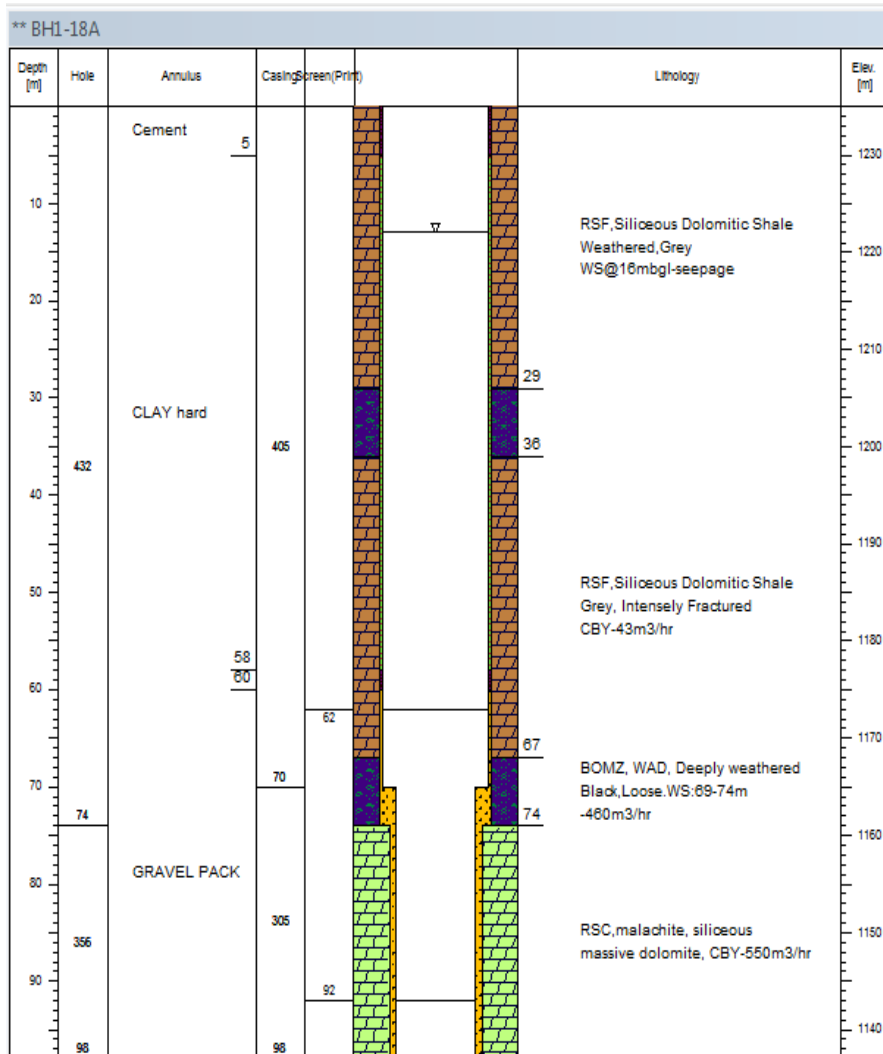 ** BH1-18A
Depth [m]
Hole
Annulus
Casing
Screen(Print)
Lithology
Elev. [m]
Cement
5
1230
10
RSF,Siliceous Dolomitic Shale
Weathered,Grey
WS@16mbgl-seepage
1220
20
1210
29
30
CLAY hard
405
36
1200
432
40
1190
50
RSF,Siliceous Dolomitic Shale
Grey, Intensely Fractured
CBY-43m3/hr
1180
58
60
60
62
1170
67
70
70
BOMZ, WAD, Deeply weathered
Black,Loose.WS:69-74m
-460m3/hr
74
74
1160
GRAVEL PACK
80
305
356
RSC,malachite, siliceous
massive dolomite, CBY-550m3/hr
1150
90
92
1140
98
98